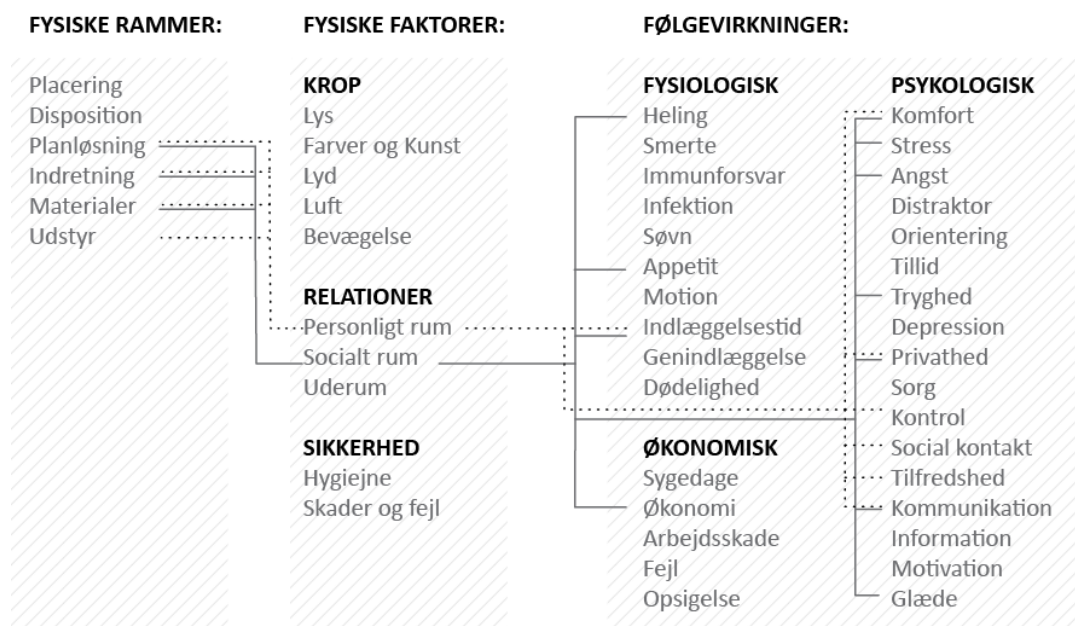 FYSISKE RAMMER:
Placering
Disposition
Planløsning
Indretning
Materialer
Udstyr
FYSISKE FAKTORER:
KROP
Lys
Farver og Kunst
Lyd
Luft
Bevægelse
RELATIONER
Personligt rum
Socialt rum
Uderum
SIKKERHED
Hygiejne
Skader og fejl
FØLGEVIRKNINGER:
FYSIOLOGISK
Heling
Smerte
Immunforsvar
Infektion
Søvn
Appetit
Motion
Indlæggelsestid
Genindlæggelse
Dødelighed
ØKONOMISK
Sygedage
Økonomi
Arbejdsskade
Fejl
Opsigelse
PSYKOLOGISK
Komfort
Stress
Angst
Distraktor
Orientering
Tillid
Tryghed
Depression
Privathed
Sorg
Kontrol
Social kontakt
Tilfredshed
Kommunikation
Information
Motivation
Glæde